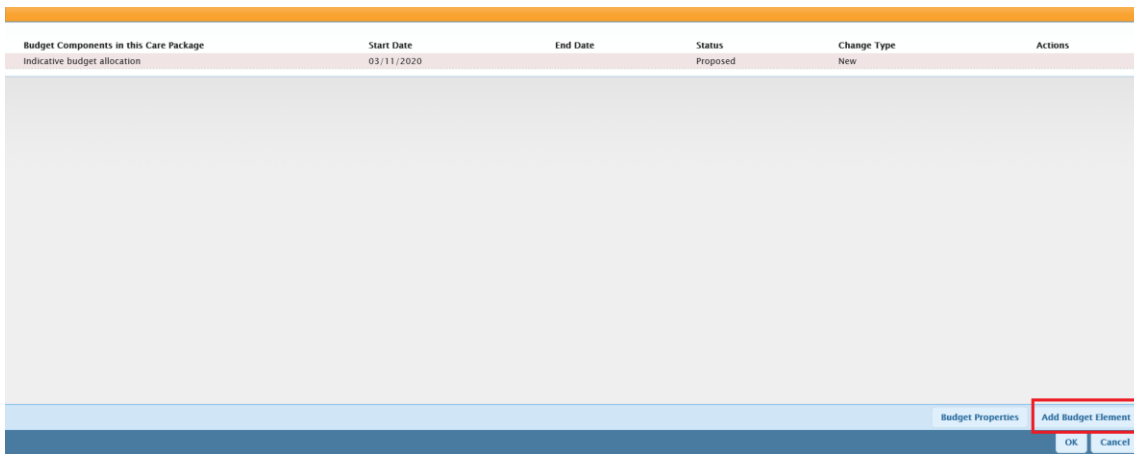 Budget Components in this Care Package Start Date End Date Status Change Type Actions
Indicative budget allocation 03/11/2020 Proposed New
Budget Properties Add Budget Element
OK Cancel